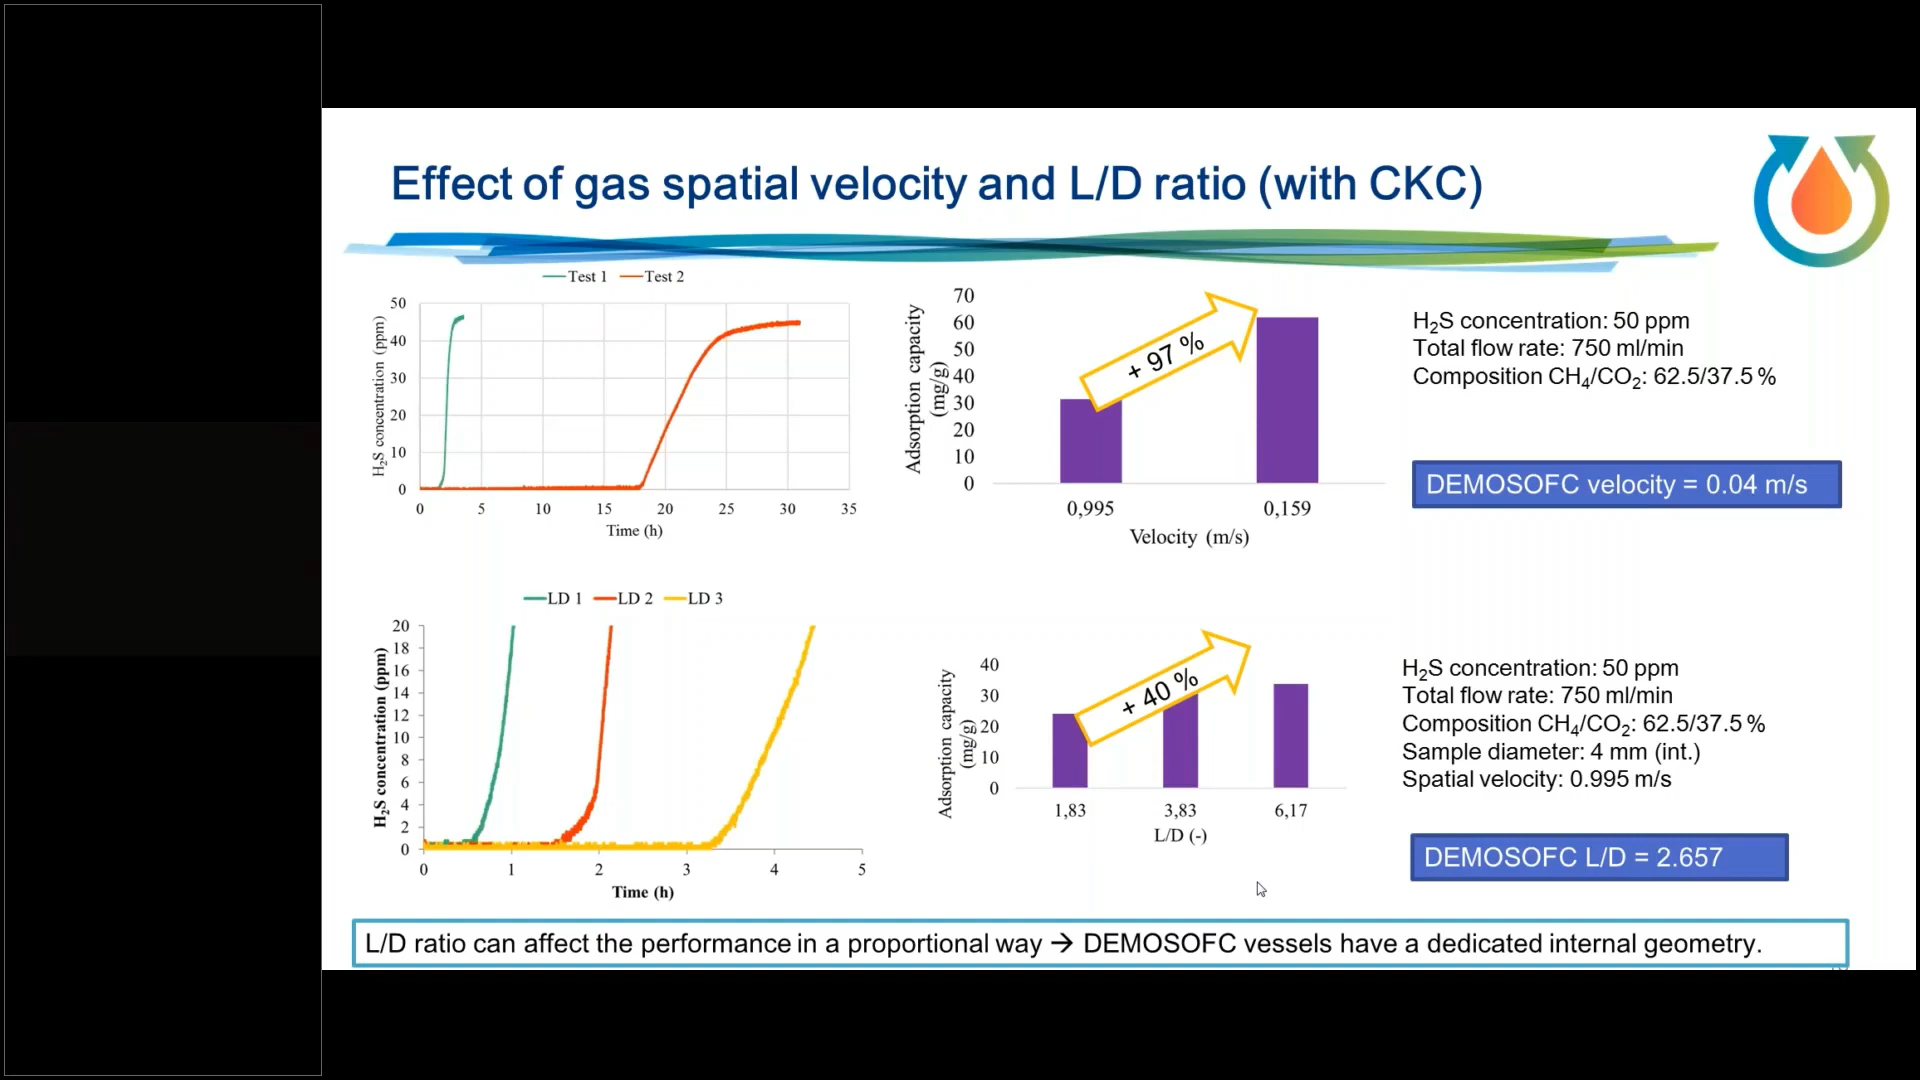 Effect of gas spatial velocity and L/D ratio (with CKC)
Test 1 Test 2
H₂S concentration (ppm)
50
40
30
20
10
0
0 5 10 15 20 25 30 35
Time (h)
Adsorption capacity
(mg/g)
70
60
50
40
30
20
10
0
+ 97 %
0,995 0,159
Velocity (m/s)
H₂S concentration: 50 ppm
Total flow rate: 750 ml/min
Composition CH₄/CO₂: 62.5/37.5 %
DEMOSOFC velocity = 0.04 m/s
LD 1 LD 2 LD 3
H₂S concentration (ppm)
20
18
16
14
12
10
8
6
4
2
0
0 1 2 3 4 5
Time (h)
Adsorption capacity
(mg/g)
40
30
20
10
0
+ 40 %
1,83 3,83 6,17
L/D (-)
H₂S concentration: 50 ppm
Total flow rate: 750 ml/min
Composition CH₄/CO₂: 62.5/37.5 %
Sample diameter: 4 mm (int.)
Spatial velocity: 0.995 m/s
DEMOSOFC L/D = 2.657
L/D ratio can affect the performance in a proportional way → DEMOSOFC vessels have a dedicated internal geometry.